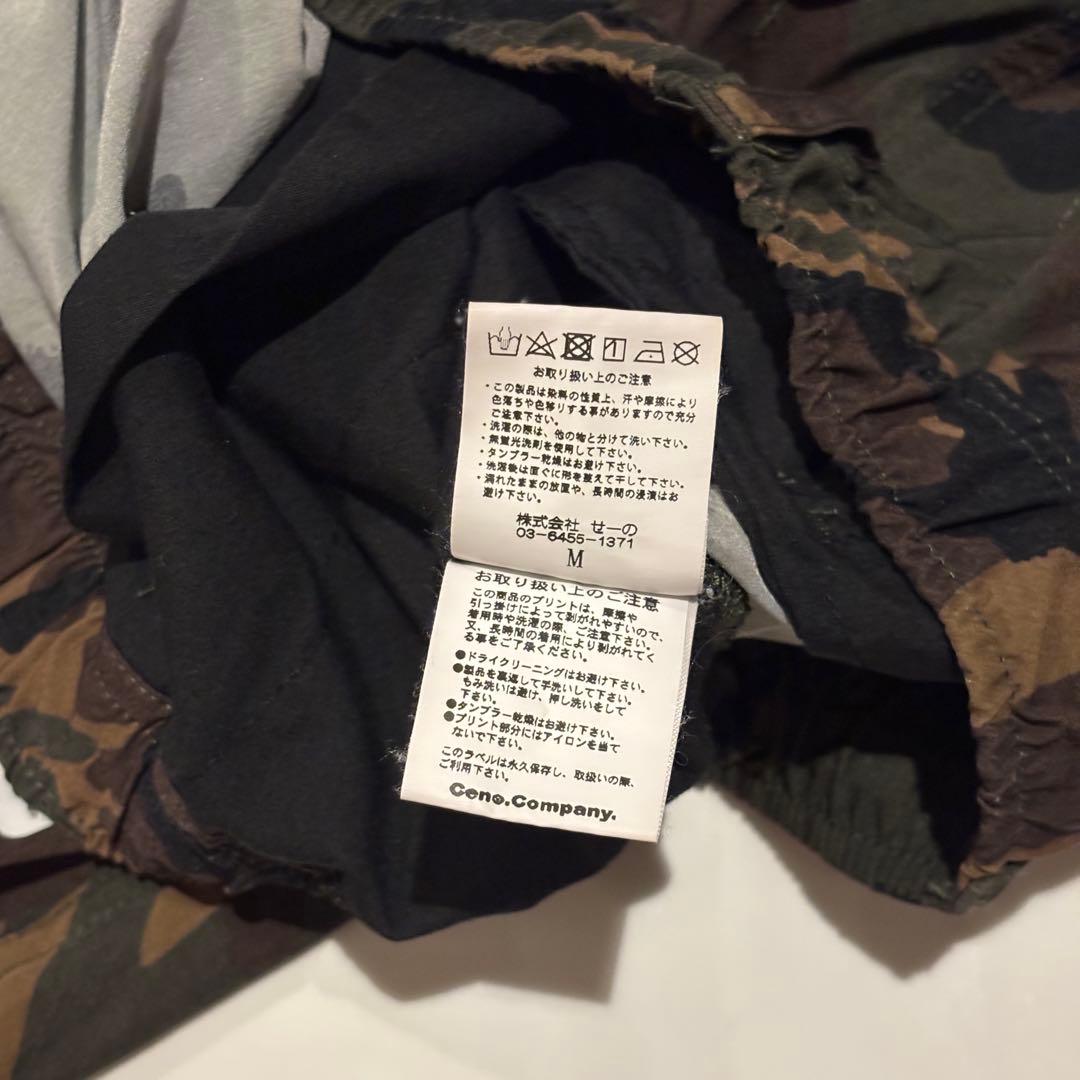 お取り扱い上のご注意
・この製品は染料の性質上、汗や摩擦により
色落ちや色移りする事がありますので充分
ご注意下さい。
・洗濯の際は、他の物と分けて洗い下さい。
・無蛍光洗剤を使用して下さい。
・タンブラー乾燥はお避け下さい。
・洗濯後は直ぐに形を整えて干して下さい。
・濡れたままの放置や、長時間の浸漬はお
避け下さい。
株式会社 せーの
03-6455-1371
M
お取り扱い上のご注意
この商品のプリントは、摩擦や
引っ掛けによって剥がれやすいので、
着用時や洗濯の際、ご注意下さい。
又、長時間の着用により剥がれてく
る事をご了承ください。
●ドライクリーニングはお避け下さい。
●製品を裏返して手洗いして下さい。
もみ洗いは避け、押し洗いをして
下さい。
●タンブラー乾燥はお避け下さい。
●プリント部分にはアイロンを当て
ないで下さい。
このラベルは永久保存し、取扱いの際、
ご利用下さい。
Ceno.Company.